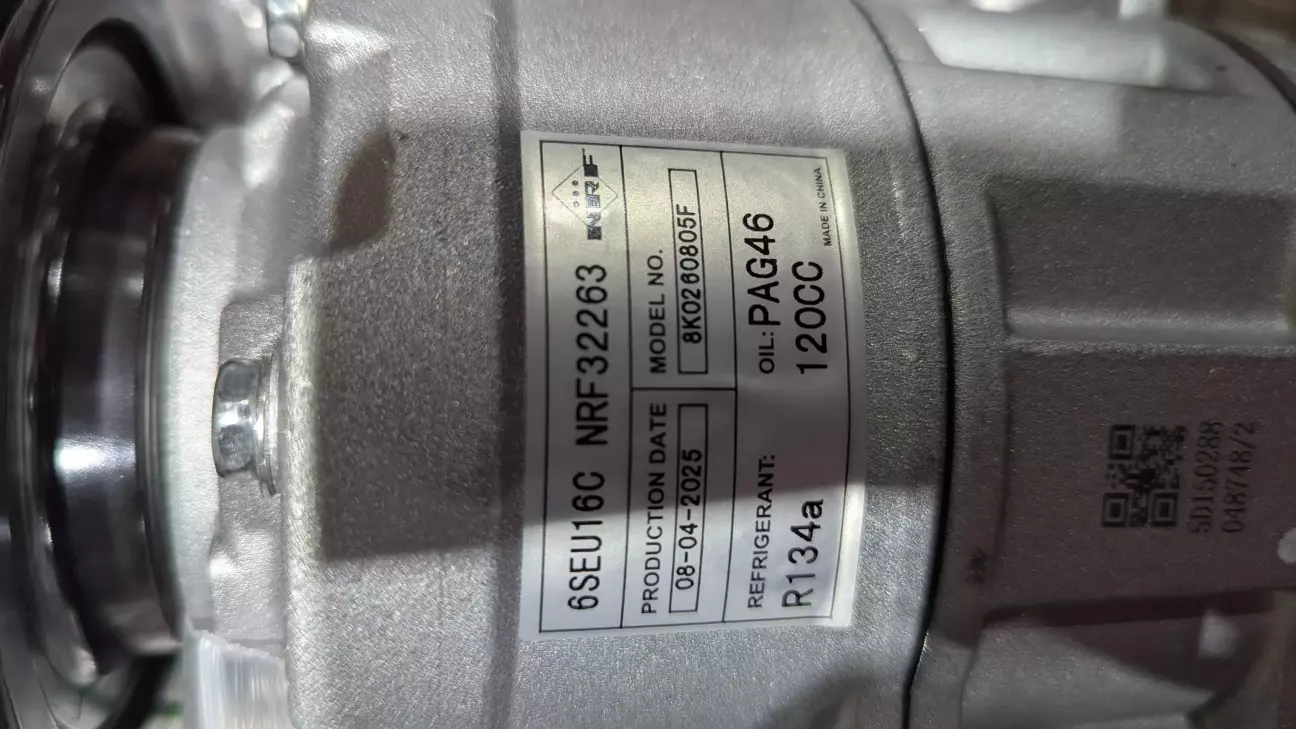 6SEU16C NRF32263 NRF
PRODUCTION DATE
08-04-2025
MODEL NO.
8K0260805F
REFRIGERANT:
R134a
OIL:PAG46
120CC
MADE IN CHINA
5D150288
048748/2